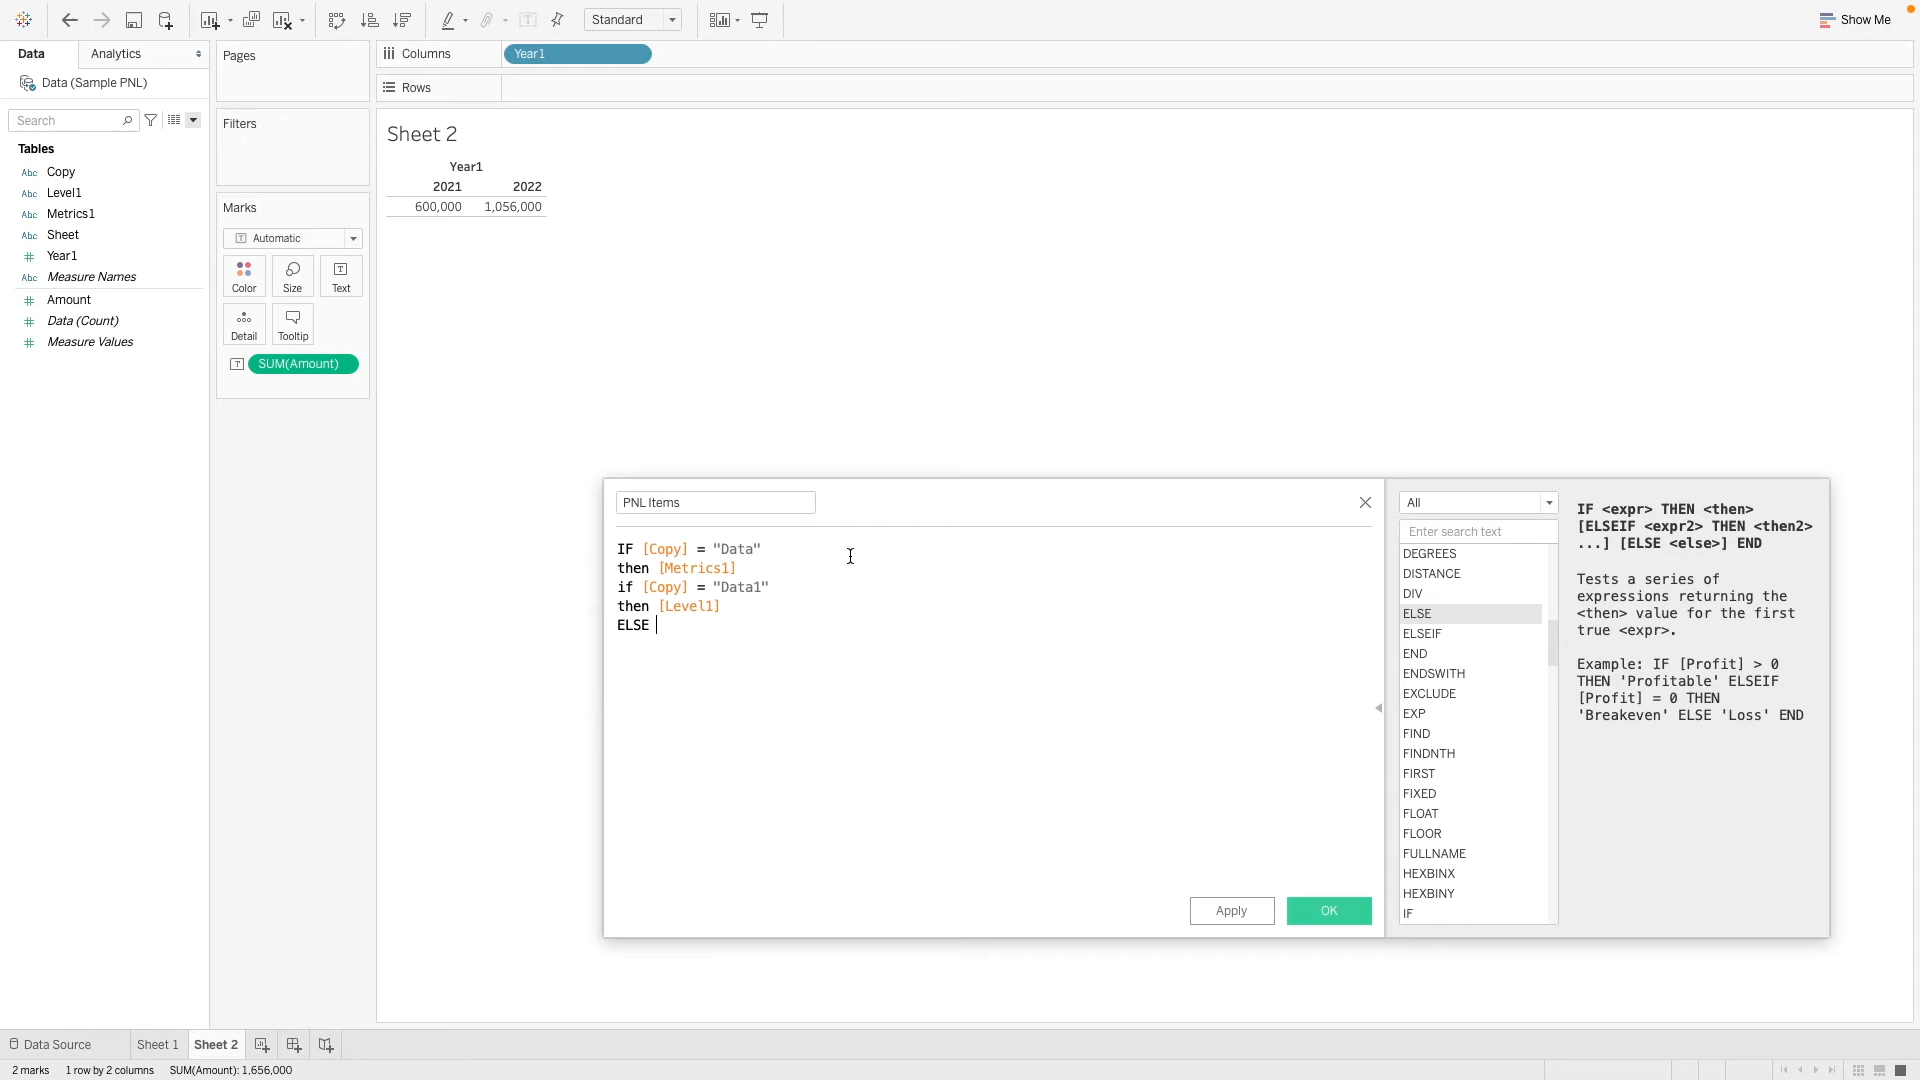 Standard
Show Me
Data
Analytics
Pages
Columns
Year1
Data (Sample PNL)
Rows
Search
Filters
Sheet 2
Tables
Abc Copy
Abc Level1
Abc Metrics1
Abc Sheet
Year1
Abc Measure Names
Amount
Data (Count)
Measure Values
Marks
Automatic
Color
Size
Text
Detail
Tooltip
SUM(Amount)
Year1
2021 2022
600,000 1,056,000
PNL Items
IF [Copy] = "Data"
then [Metrics1]
if [Copy] = "Data1"
then [Level1]
ELSE
Apply
OK
All
Enter search text
DEGREES
DISTANCE
DIV
ELSE
ELSEIF
END
ENDSWITH
EXCLUDE
EXP
FIND
FINDNTH
FIRST
FIXED
FLOAT
FLOOR
FULLNAME
HEXBINX
HEXBINY
IF
IF <expr> THEN <then>
[ELSEIF <expr2> THEN <then2>
...] [ELSE <else>] END
Tests a series of
expressions returning the
<then> value for the first
true <expr>.
Example: IF [Profit] > 0
THEN 'Profitable' ELSEIF
[Profit] = 0 THEN
'Breakeven' ELSE 'Loss' END
Data Source
Sheet 1
Sheet 2
2 marks
1 row by 2 columns
SUM(Amount): 1,656,000